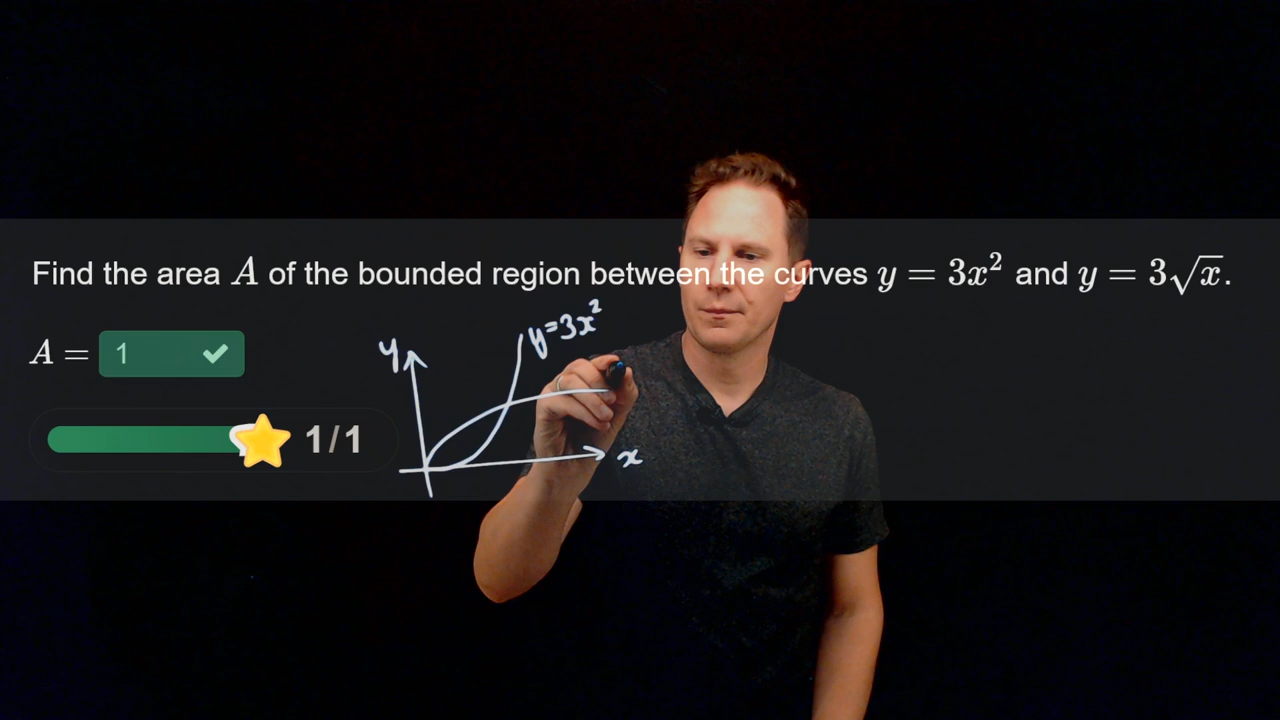 Find the area A of the bounded region between the curves y = 3x² and y = 3√x.
A = 1 ✓
1/1
y
y=3x²
x